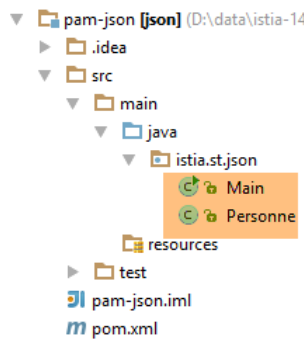 pam-json [json] (D:\data\istia-14
.idea
src
main
java
istia.st.json
Main
Personne
resources
test
pam-json.iml
pom.xml